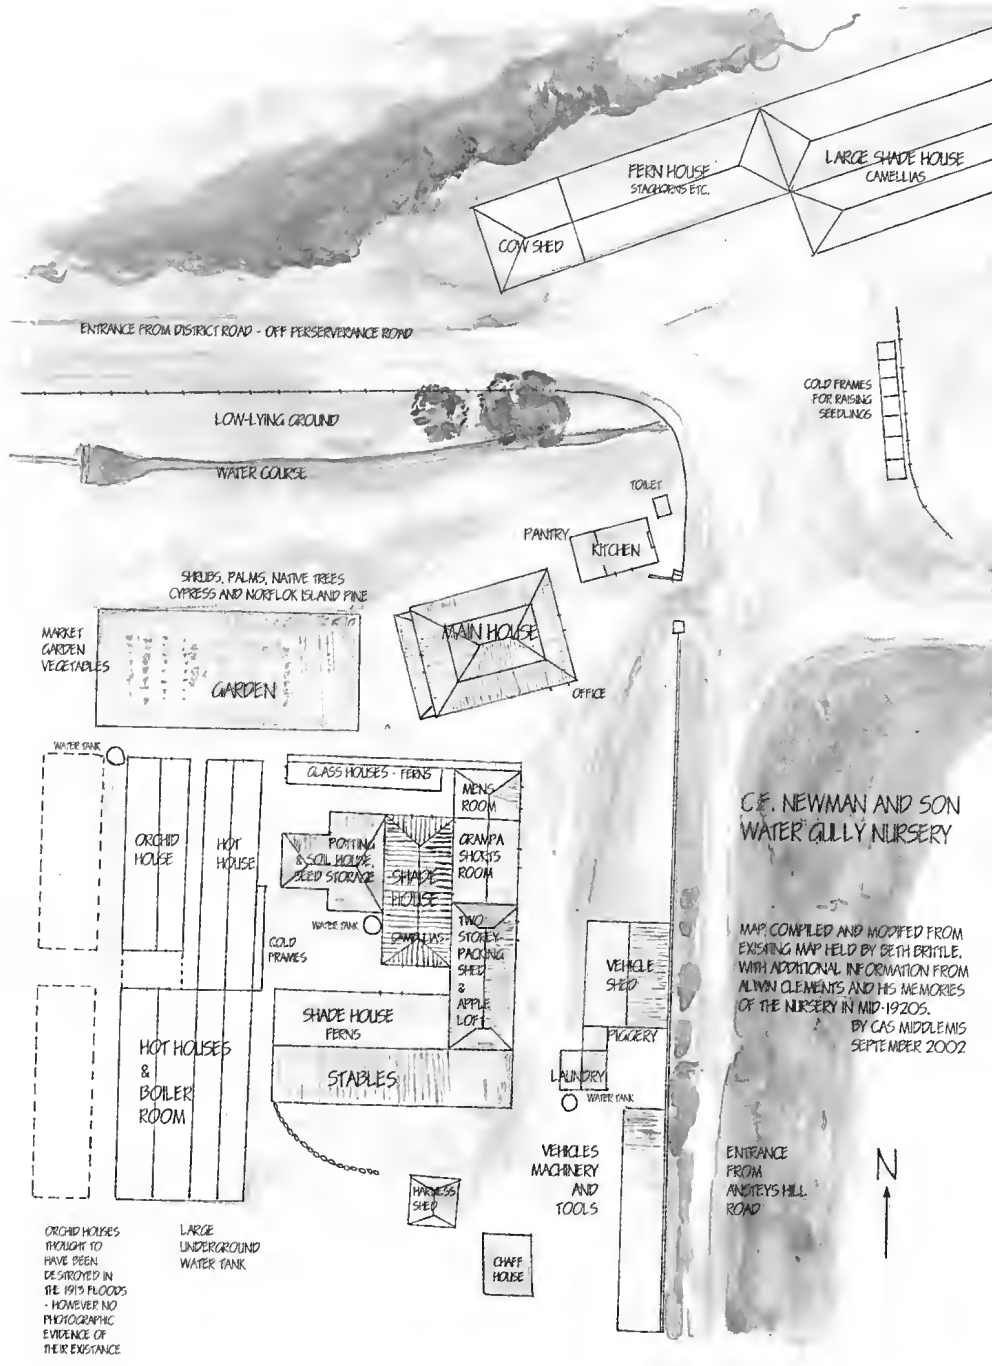 FERN HOUSE
STAGHORNS ETC.
LARGE SHADE HOUSE
CAMELLIAS
COW SHED
ENTRANCE FROM DISTRICT ROAD - OFF PERSERVERANCE ROAD
LOW-LYING GROUND
WATER COURSE
COLD FRAMES
FOR RAISING
SEEDLINGS
TOILET
PANTRY
KITCHEN
SHRUBS, PALMS, NATIVE TREES
CYPRESS AND NORFLOK ISLAND PINE
MARKET
GARDEN
VEGETABLES
GARDEN
MAIN HOUSE
OFFICE
WATER TANK
GLASS HOUSES - FERNS
MENS
ROOM
ORCHID
HOUSE
HOT
HOUSE
POTTING
& SOIL HOUSE,
SEED STORAGE
SHADE
HOUSE
CAMELLIAS
GRAMPA
SHORTS
ROOM
WATER TANK
COLD
FRAMES
TWO
STOREY
PACKING
SHED
&
APPLE
LOFT
SHADE HOUSE
FERNS
STABLES
HOT HOUSES
&
BOILER
ROOM
VEHICLE
SHED
PIGGERY
LAUNDRY
WATER TANK
C.F. NEWMAN AND SON
WATER GULLY NURSERY
MAP COMPILED AND MODIFED FROM
EXISTING MAP HELD BY BETH BRITTLE,
WITH ADDITIONAL INFORMATION FROM
ALWN CLEMENTS AND HIS MEMORIES
OF THE NURSERY IN MID-1920S.
BY CAS MIDDLEMIS
SEPTEMBER 2002
VEHICLES
MACHINERY
AND
TOOLS
ENTRANCE
FROM
ANSTEYS HILL
ROAD
N
HARNESS
SHED
CHAFF
HOUSE
ORCHID HOUSES
THOUGHT TO
HAVE BEEN
DESTROYED IN
THE 1913 FLOODS
- HOWEVER NO
PHOTOGRAPHIC
EVIDENCE OF
THEIR EXISTANCE
LARGE
UNDERGROUND
WATER TANK